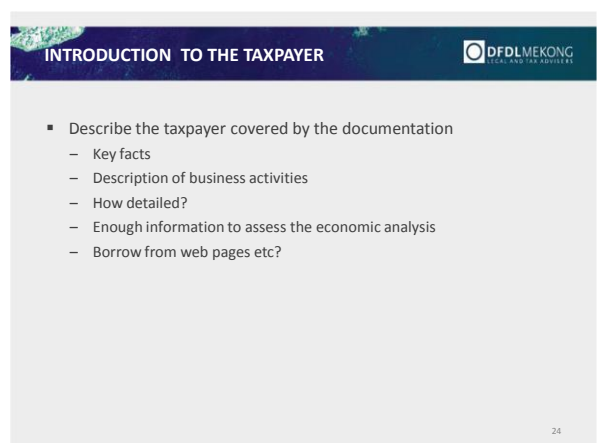 INTRODUCTION TO THE TAXPAYER
DFDLMEKONG
LEGAL AND TAX ADVISERS
▪ Describe the taxpayer covered by the documentation
– Key facts
– Description of business activities
– How detailed?
– Enough information to assess the economic analysis
– Borrow from web pages etc?
24